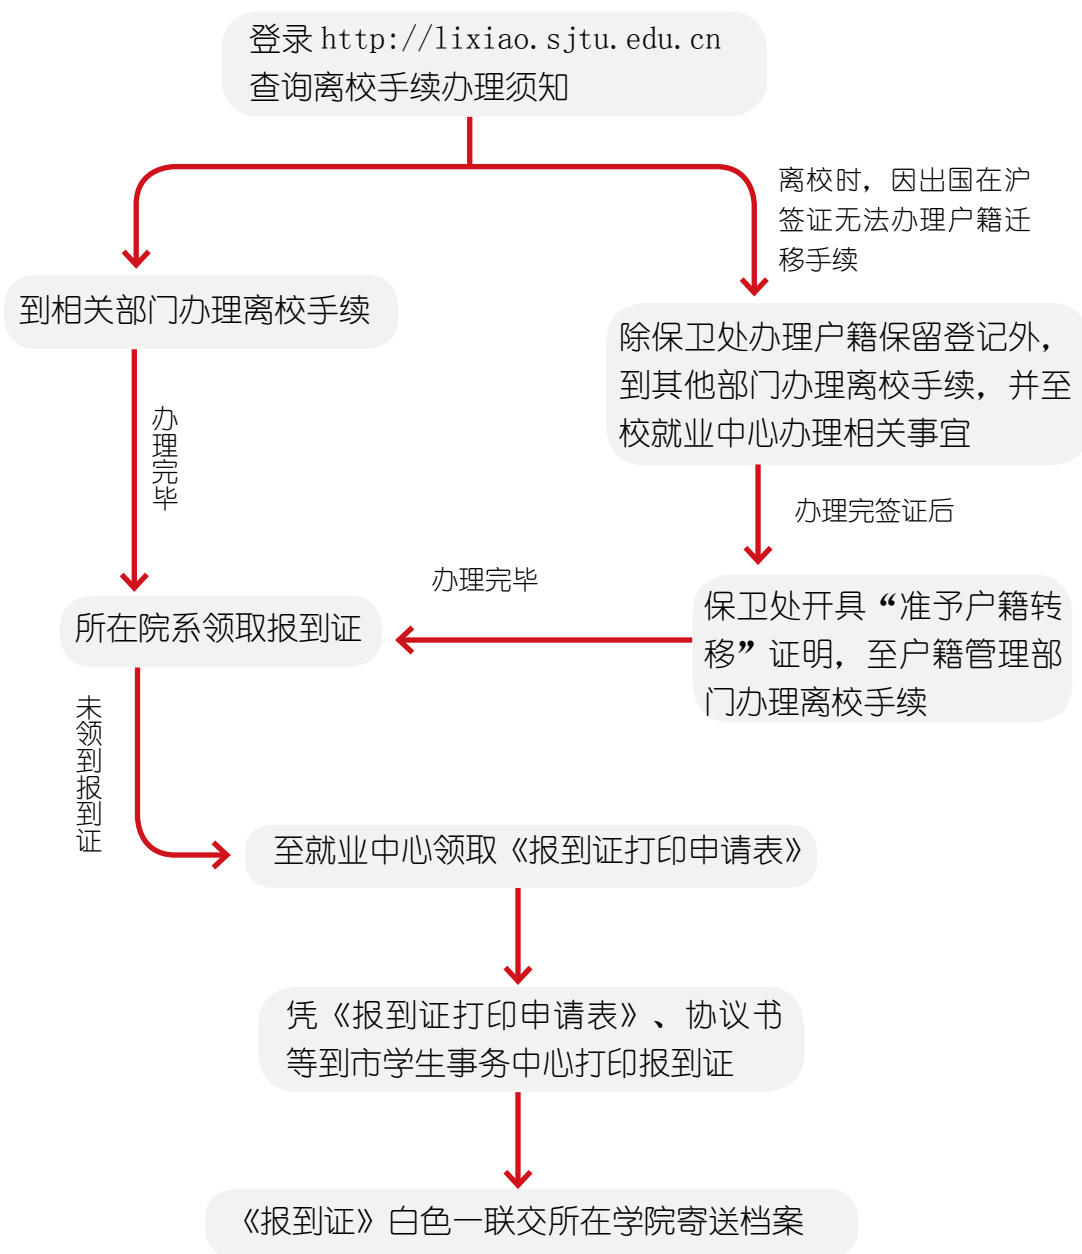 登录 http://lixiao.sjtu.edu.cn
查询离校手续办理须知
离校时，因出国在沪
签证无法办理户籍迁
移手续
到相关部门办理离校手续
除保卫处办理户籍保留登记外，
到其他部门办理离校手续，并至
校就业中心办理相关事宜
办理完毕
办理完签证后
办理完毕
保卫处开具“准予户籍转
移”证明，至户籍管理部
门办理离校手续
所在院系领取报到证
未领到报到证
至就业中心领取《报到证打印申请表》
凭《报到证打印申请表》、协议书
等到市学生事务中心打印报到证
《报到证》白色一联交所在学院寄送档案